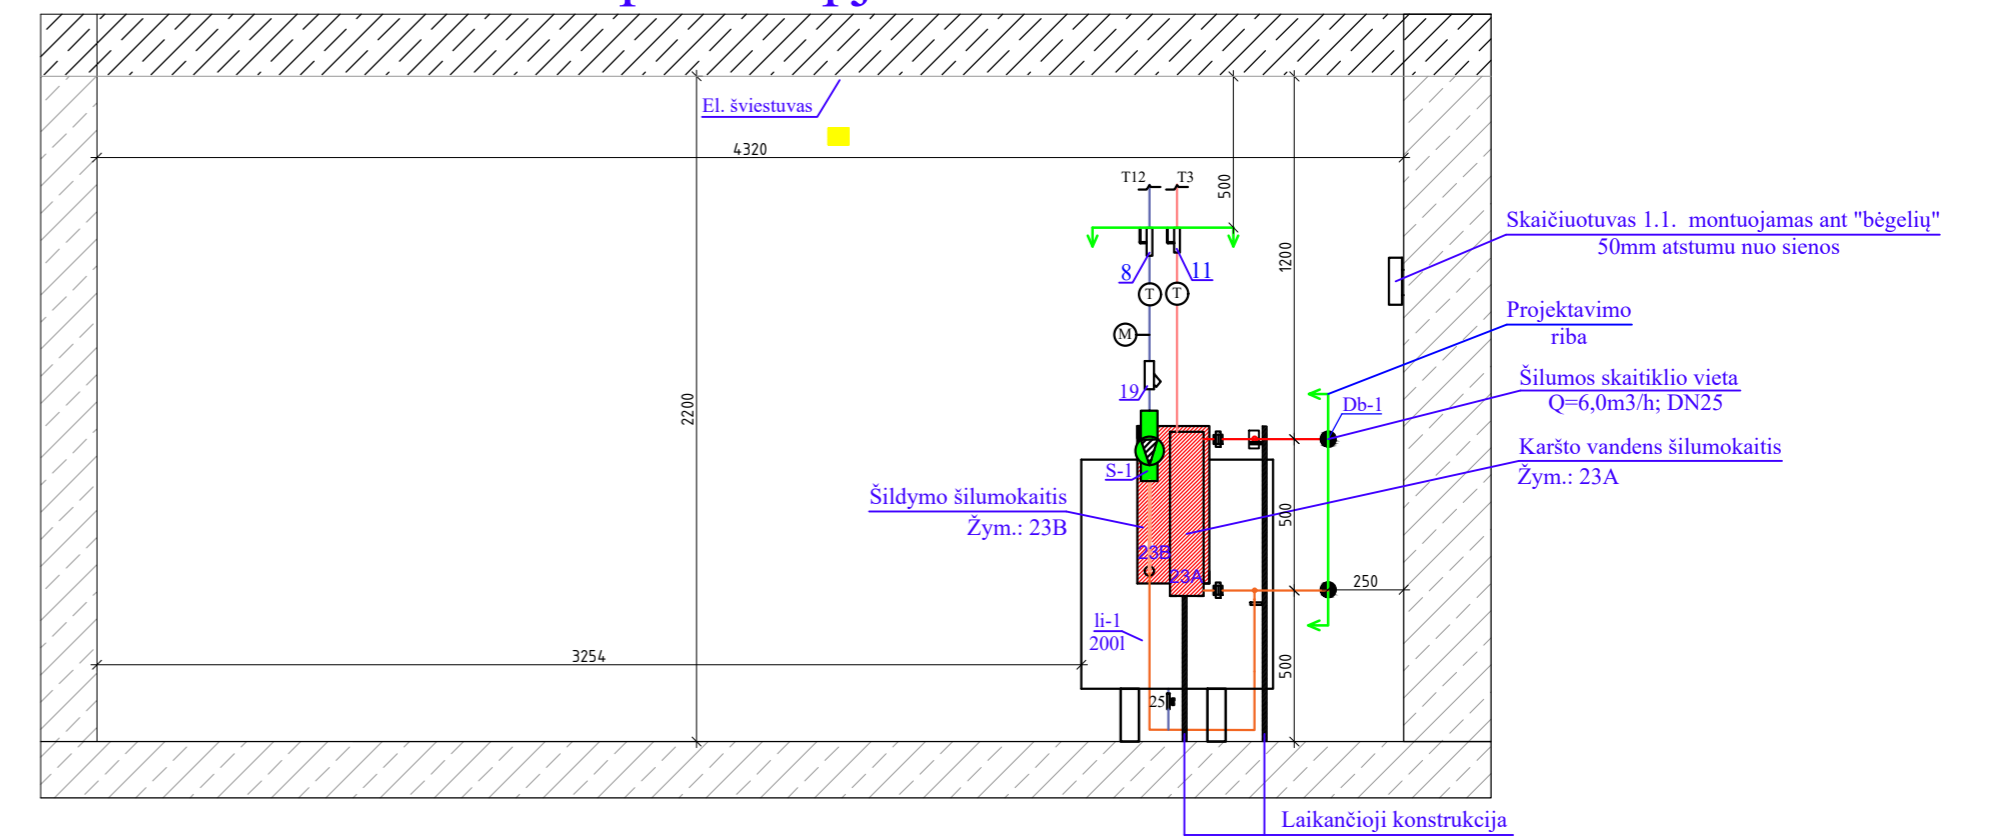 El. šviestuvas
4320
T12
T3
500
Skaičiuotuvas 1.1. montuojamas ant "bėgelių"
50mm atstumu nuo sienos
8
11
1200
T
T
Projektavimo
riba
M
Šilumos skaitiklio vieta
Q=6,0m3/h; DN25
19
Db-1
2200
Karšto vandens šilumokaitis
Žym.: 23A
S-1
Šildymo šilumokaitis
Žym.: 23B
500
23B
23A
250
li-1
200l
3254
500
25
Laikančioji konstrukcija